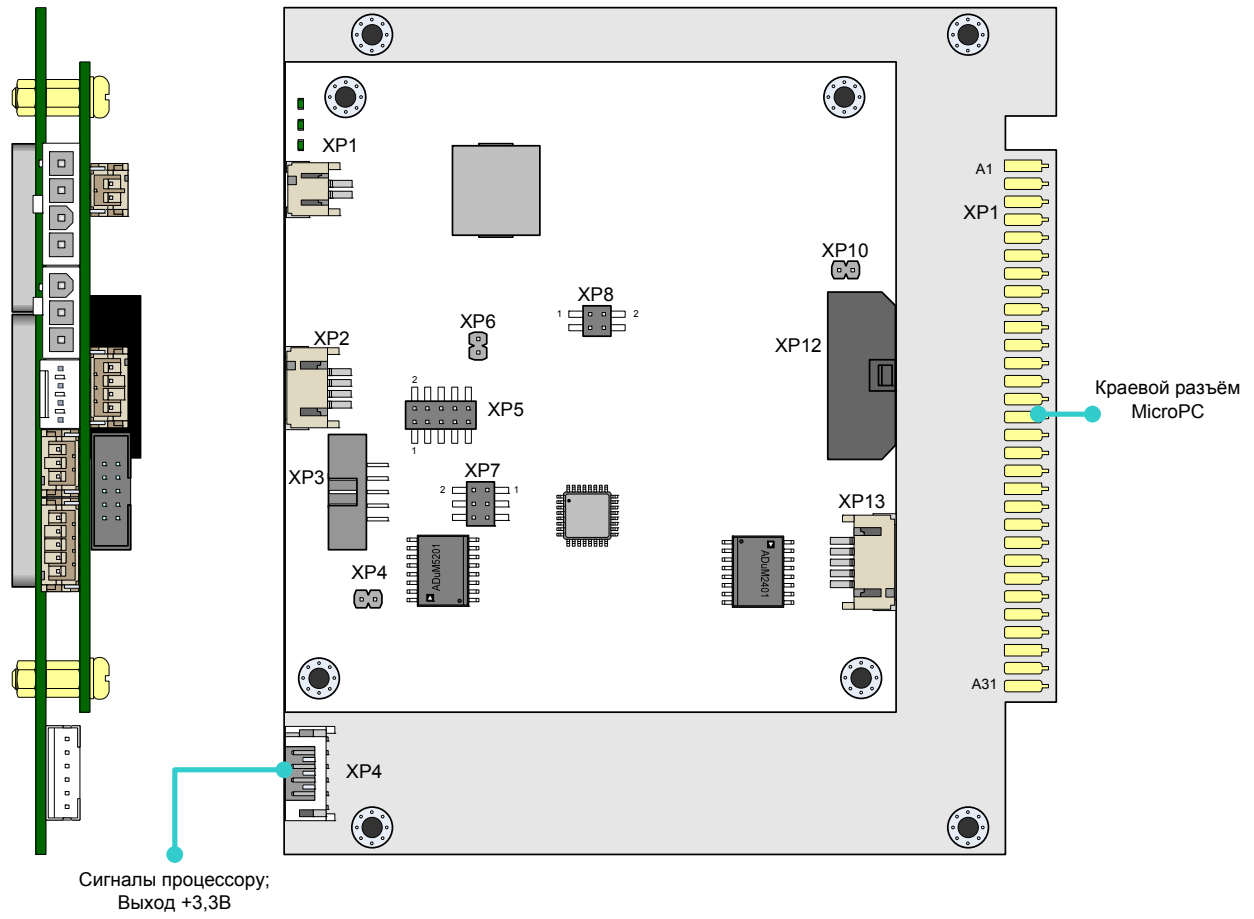 XP1
A1
XP1
XP10
XP8
1
2
XP6
XP2
XP12
Краевой разъём
MicroPC
2
XP5
1
XP3
XP7
2
1
XP13
ADuM5201
ADuM2401
XP4
A31
XP4
Сигналы процессору;
Выход +3,3В